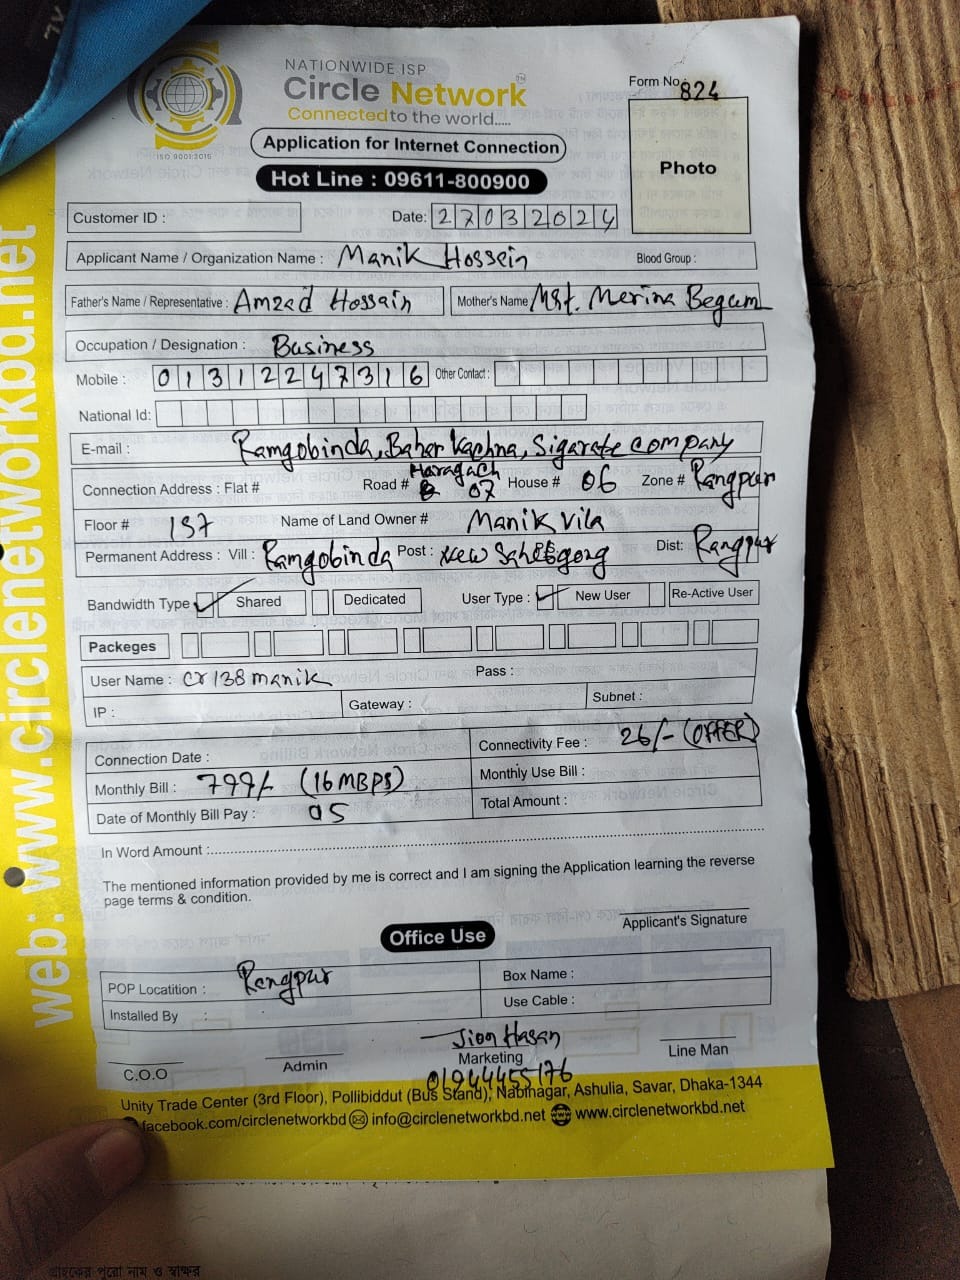 NATIONWIDE ISP
Circle Network
Connected to the world.....
ISO 9001:2015
Form No: 824
Photo
Application for Internet Connection
Hot Line : 09611-800900
Customer ID :
Date: 27032024
Applicant Name / Organization Name : Manik Hossein
Blood Group :
Father's Name / Representative : Amzad Hossain
Mother's Name Mst. Merina Begum
Occupation / Designation : Business
Mobile : 01312247316
Other Contact :
National Id:
E-mail : Ramgobinda, Baher Kachna, Sigarate company
Haragach
Connection Address : Flat # Road # 07 House # 06 Zone # Rangpur
Floor # 1st Name of Land Owner # Manik Vila
Permanent Address : Vill : Ramgobinda Post : New Dist: Rangpur
Bandwidth Type Shared Dedicated User Type : New User Re-Active User
Packeges
User Name : cr138manik Pass :
IP : Gateway : Subnet :
Connection Date : Connectivity Fee : 26/- (OFFER)
Monthly Bill : 799/- (16 MBPS) Monthly Use Bill :
Date of Monthly Bill Pay : 05 Total Amount :
In Word Amount :
The mentioned information provided by me is correct and I am signing the Application learning the reverse
page terms & condition.
Applicant's Signature
Office Use
POP Locatition : Rangpur Box Name :
Installed By : Use Cable :
Jion Hasan
C.O.O Admin Marketing Line Man
01944455176
Unity Trade Center (3rd Floor), Pollibiddut (Bus Stand), Nabinagar, Ashulia, Savar, Dhaka-1344
facebook.com/circlenetworkbd info@circlenetworkbd.net www.circlenetworkbd.net
web: www.circlenetworkbd.net
গ্রাহকের পুরো নাম ও স্বাক্ষর